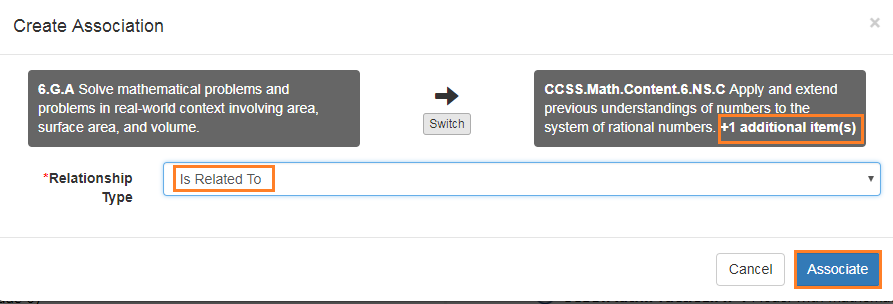 Create Association
×
6.G.A Solve mathematical problems and
problems in real-world context involving area,
surface area, and volume.
Switch
CCSS.Math.Content.6.NS.C Apply and extend
previous understandings of numbers to the
system of rational numbers. +1 additional item(s)
*Relationship
Type
Is Related To
Cancel
Associate